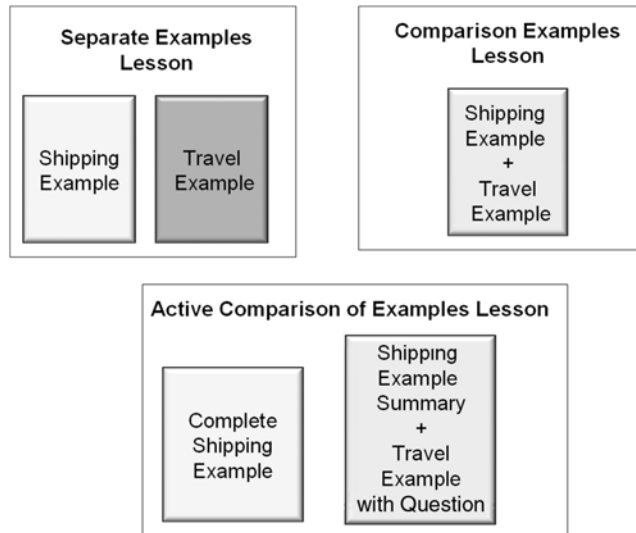 Separate Examples
Lesson
Shipping
Example
Travel
Example
Comparison Examples
Lesson
Shipping
Example
+
Travel
Example
Active Comparison of Examples Lesson
Complete
Shipping
Example
Shipping
Example
Summary
+
Travel
Example
with Question